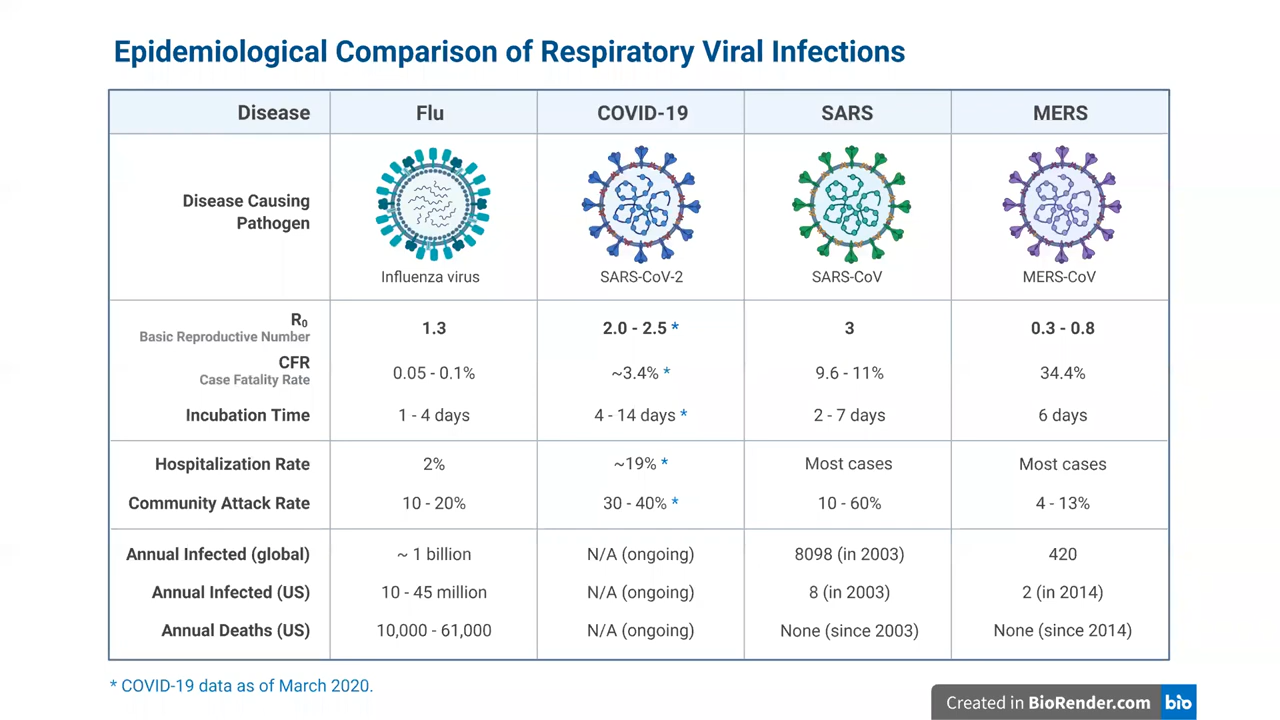 Epidemiological Comparison of Respiratory Viral Infections
Disease Flu COVID-19 SARS MERS
Disease Causing
Pathogen
Influenza virus SARS-CoV-2 SARS-CoV MERS-CoV
R₀ 1.3 2.0 - 2.5 * 3 0.3 - 0.8
Basic Reproductive Number
CFR 0.05 - 0.1% ~3.4% * 9.6 - 11% 34.4%
Case Fatality Rate
Incubation Time 1 - 4 days 4 - 14 days * 2 - 7 days 6 days
Hospitalization Rate 2% ~19% * Most cases Most cases
Community Attack Rate 10 - 20% 30 - 40% * 10 - 60% 4 - 13%
Annual Infected (global) ~ 1 billion N/A (ongoing) 8098 (in 2003) 420
Annual Infected (US) 10 - 45 million N/A (ongoing) 8 (in 2003) 2 (in 2014)
Annual Deaths (US) 10,000 - 61,000 N/A (ongoing) None (since 2003) None (since 2014)
* COVID-19 data as of March 2020.
Created in BioRender.com bio